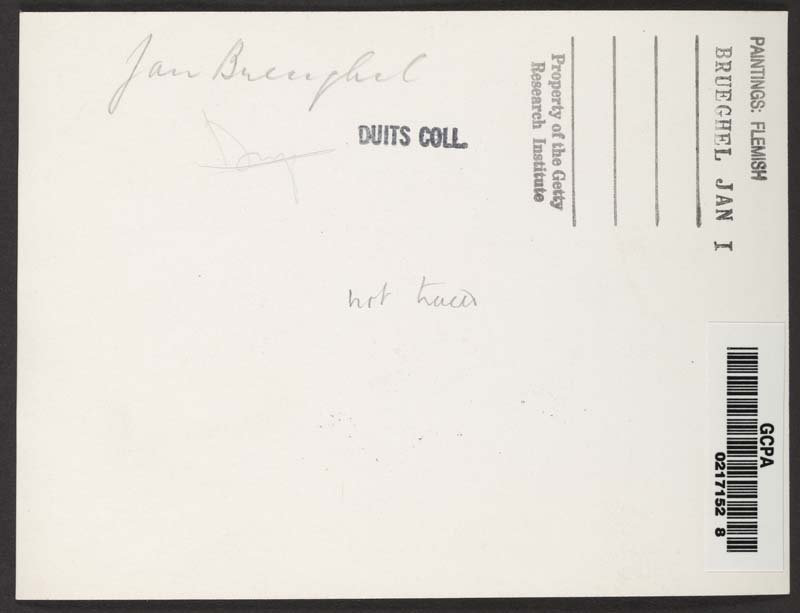 Jan Brueghel
DUITS COLL.
not traced
Property of the Getty
Research Institute
PAINTINGS: FLEMISH
BRUEGHEL JAN I
GCPA
0217152 8